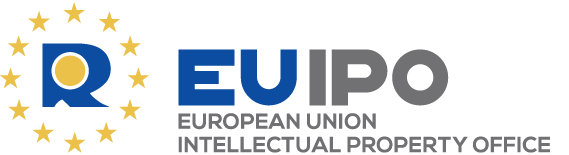 R
EUIPO
EUROPEAN UNION
INTELLECTUAL PROPERTY OFFICE